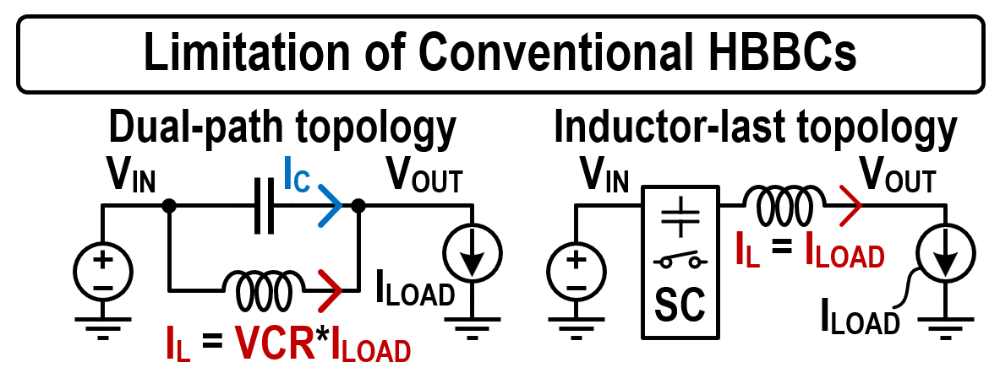 Limitation of Conventional HBBCs
Dual-path topology
VIN
IC
VOUT
+
−
ILOAD
IL = VCR*ILOAD
Inductor-last topology
VIN
VOUT
+
−
SC
IL = ILOAD
ILOAD